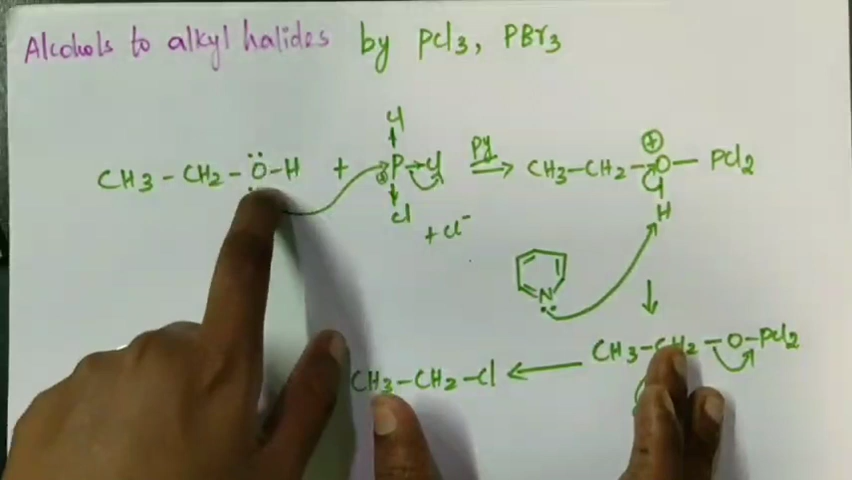 Alcohols to alkyl halides by PCl3, PBr3
Cl
CH3 - CH2 - Ö - H + P Cl Py CH3-CH2-O - PCl2
Cl
+ Cl-
H
N
CH3-CH2-O-PCl2
CH3-CH2-Cl